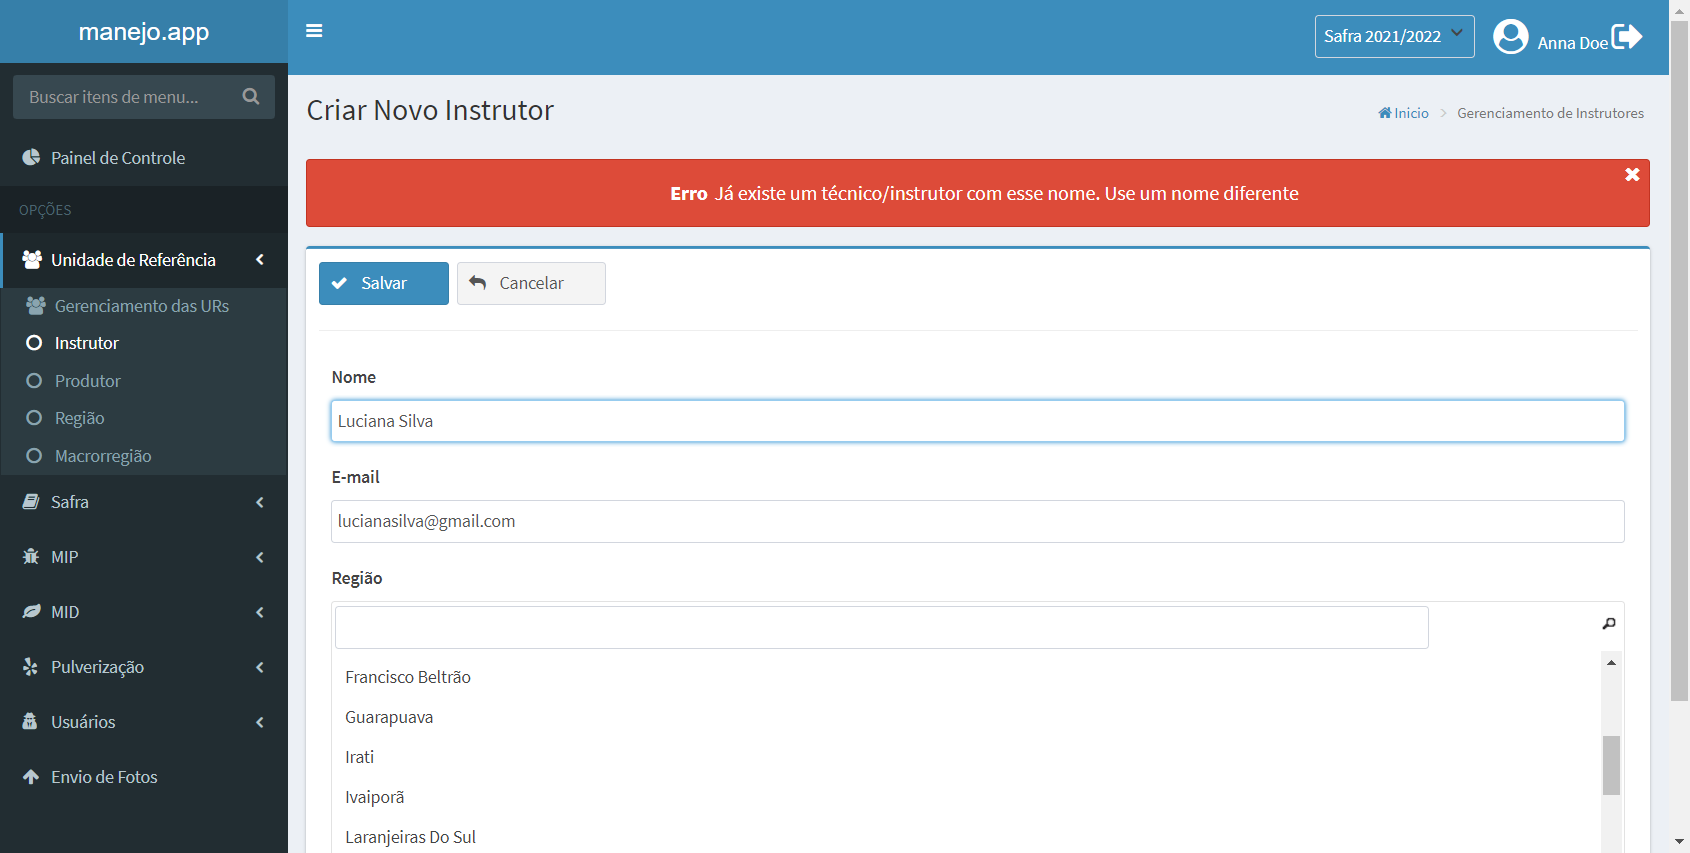 manejo.app
Safra 2021/2022
Anna Doe
Buscar itens de menu...
Painel de Controle
OPÇÕES
Unidade de Referência
Gerenciamento das URs
Instrutor
Produtor
Região
Macrorregião
Safra
MIP
MID
Pulverização
Usuários
Envio de Fotos
Criar Novo Instrutor
Inicio > Gerenciamento de Instrutores
Erro Já existe um técnico/instrutor com esse nome. Use um nome diferente
Salvar
Cancelar
Nome
Luciana Silva
E-mail
lucianasilva@gmail.com
Região
Francisco Beltrão
Guarapuava
Irati
Ivaiporã
Laranjeiras Do Sul